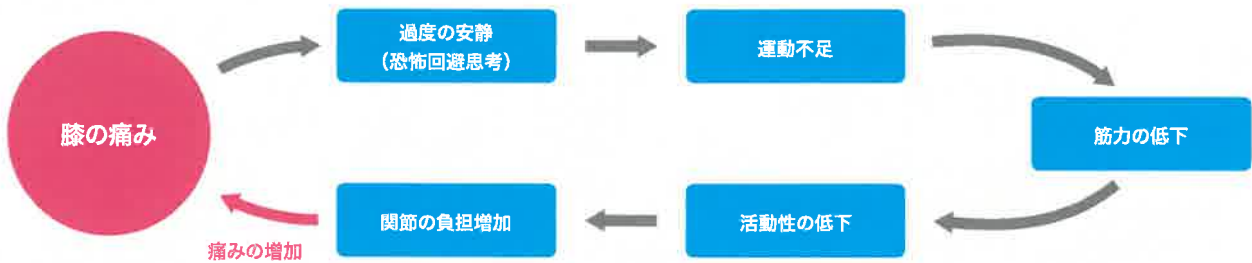 膝の痛み
過度の安静
（恐怖回避思考）
運動不足
筋力の低下
活動性の低下
関節の負担増加
痛みの増加